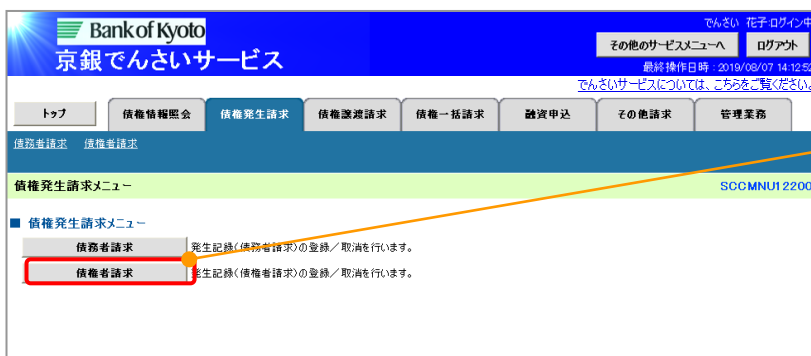 Bank of Kyoto
京銀でんさいサービス
でんさい 花子:ログイン中
その他のサービスメニューへ ログアウト
最終操作日時：2019/08/07 14:12:52
でんさいサービスについては、こちらをご覧ください。
トップ 債権情報照会 債権発生請求 債権譲渡請求 債権一括請求 融資申込 その他請求 管理業務
債務者請求 債権者請求
債権発生請求メニュー SCCMNU12200
■ 債権発生請求メニュー
債務者請求 発生記録(債務者請求)の登録／取消を行います。
債権者請求 発生記録(債権者請求)の登録／取消を行います。